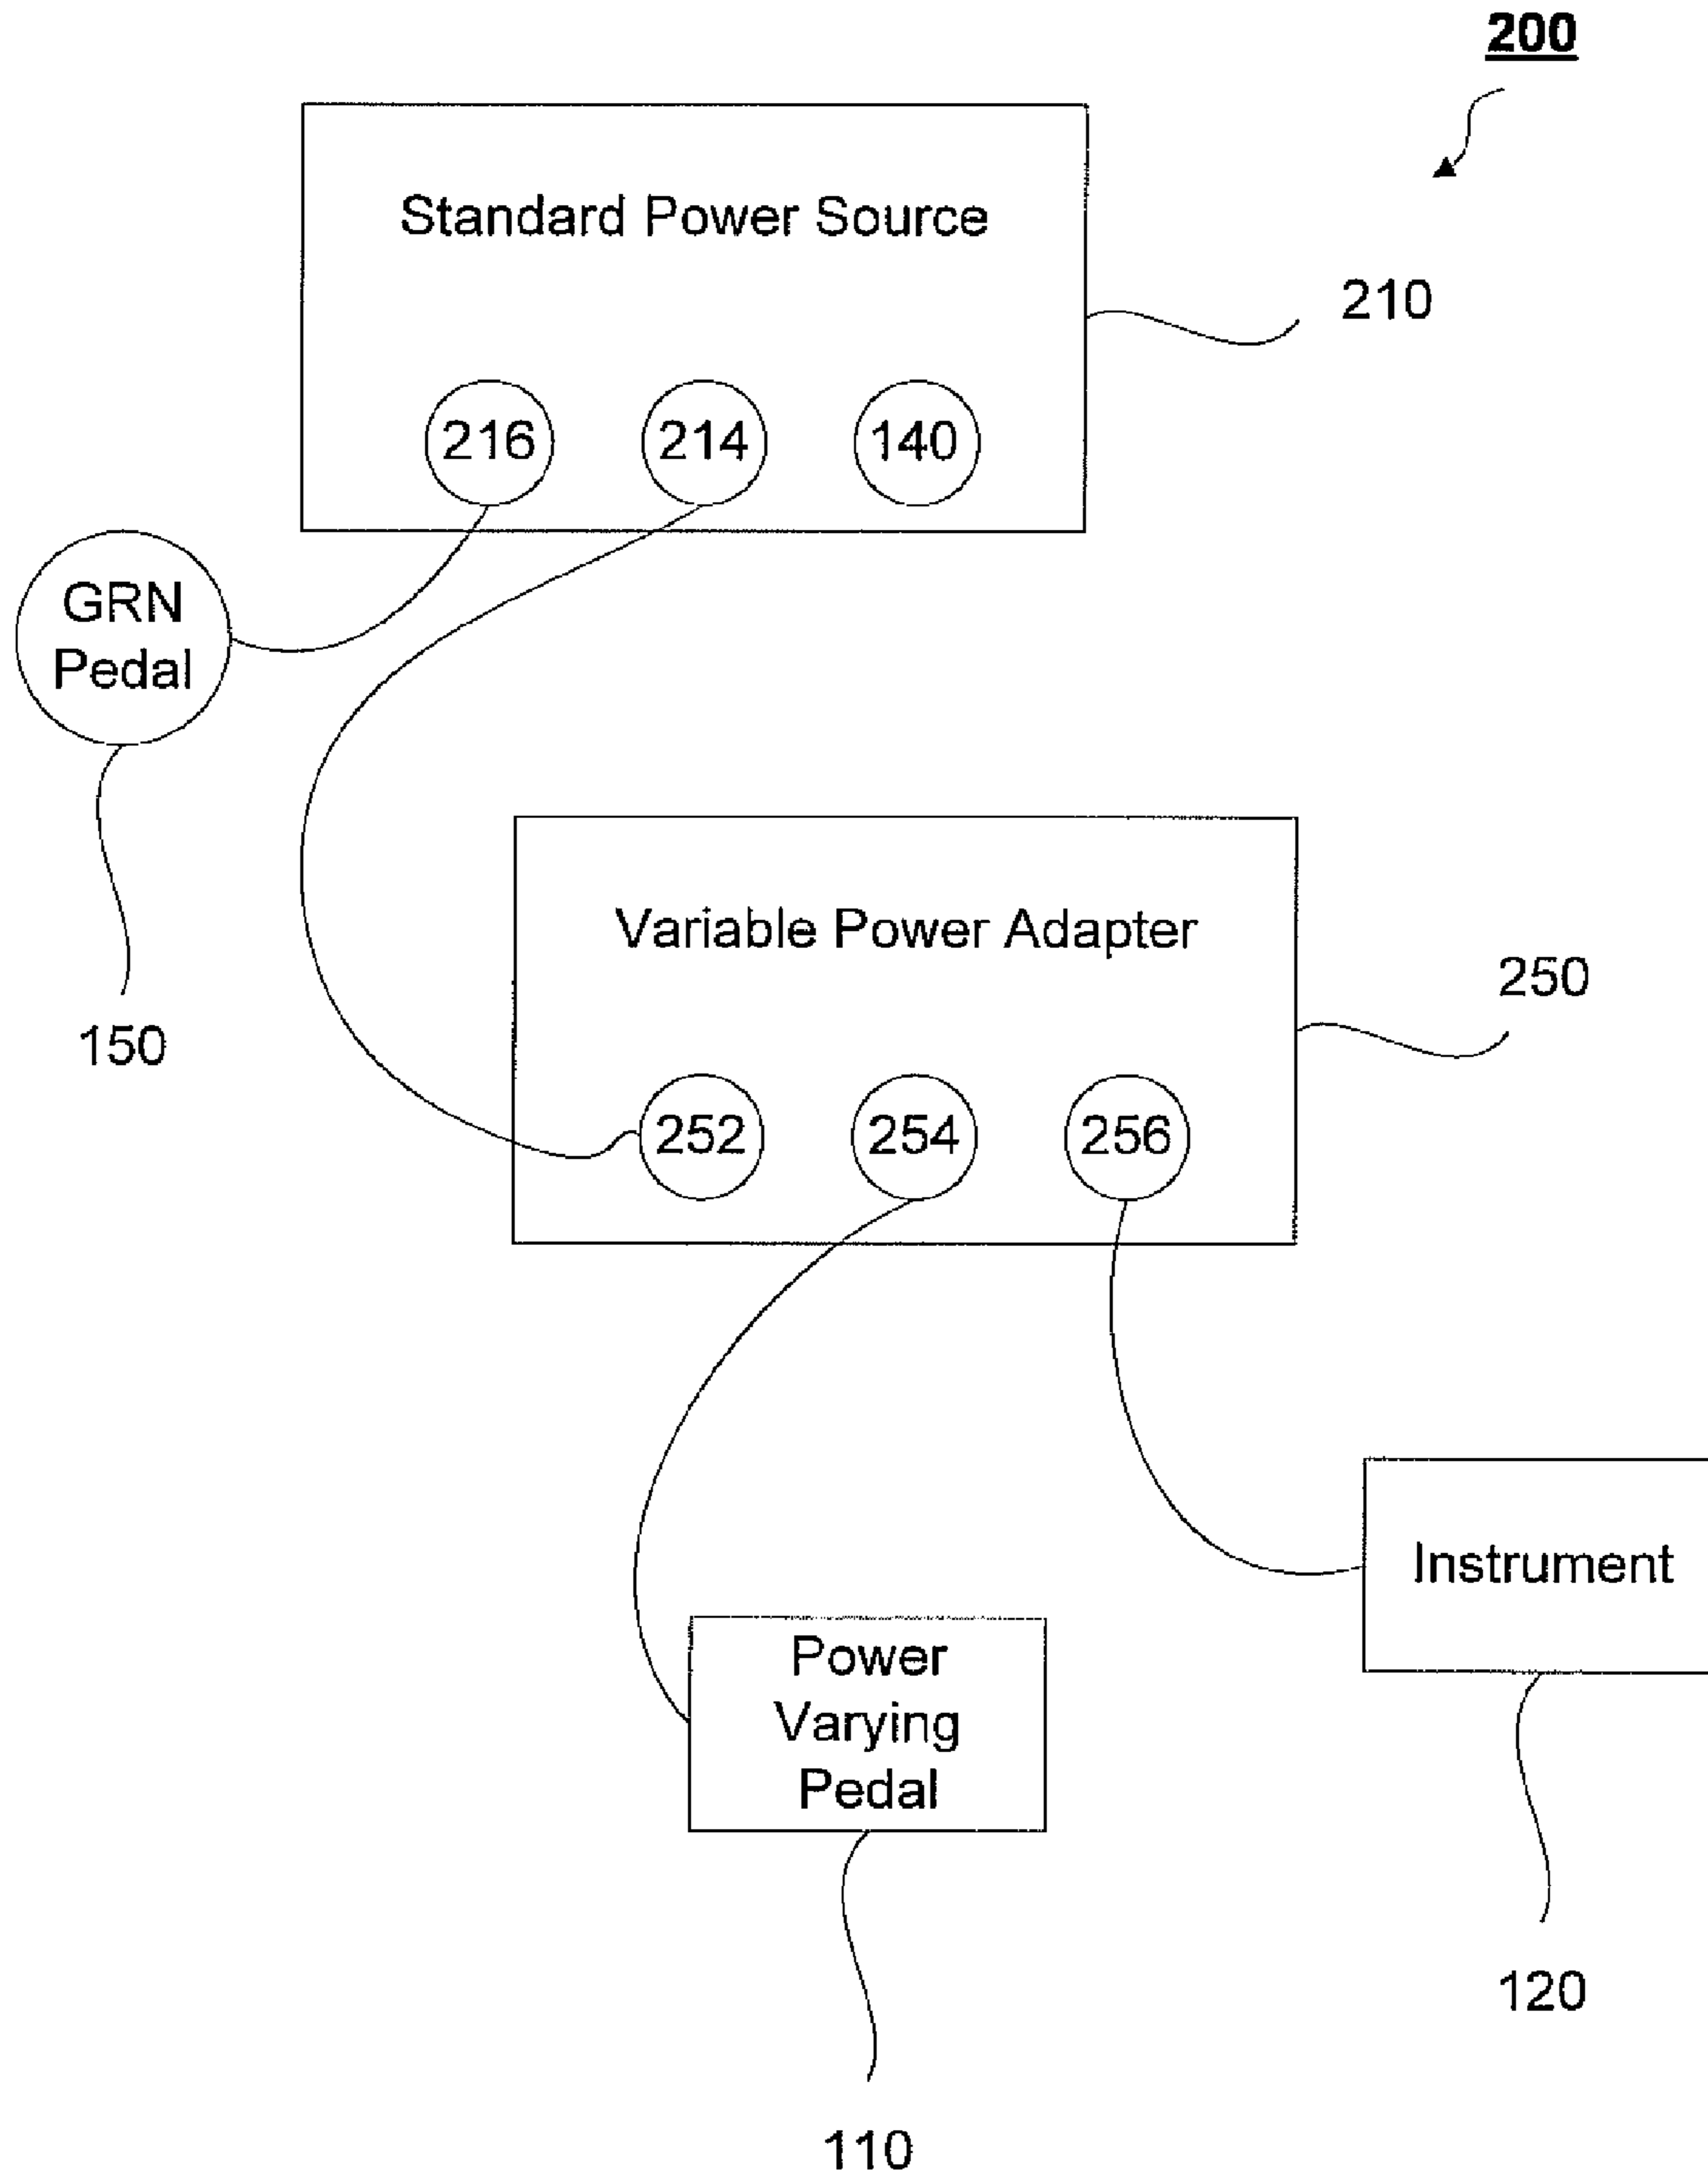 200
Standard Power Source
210
216 214 140
GRN
Pedal
150
Variable Power Adapter
250
252 254 256
Instrument
120
Power
Varying
Pedal
110